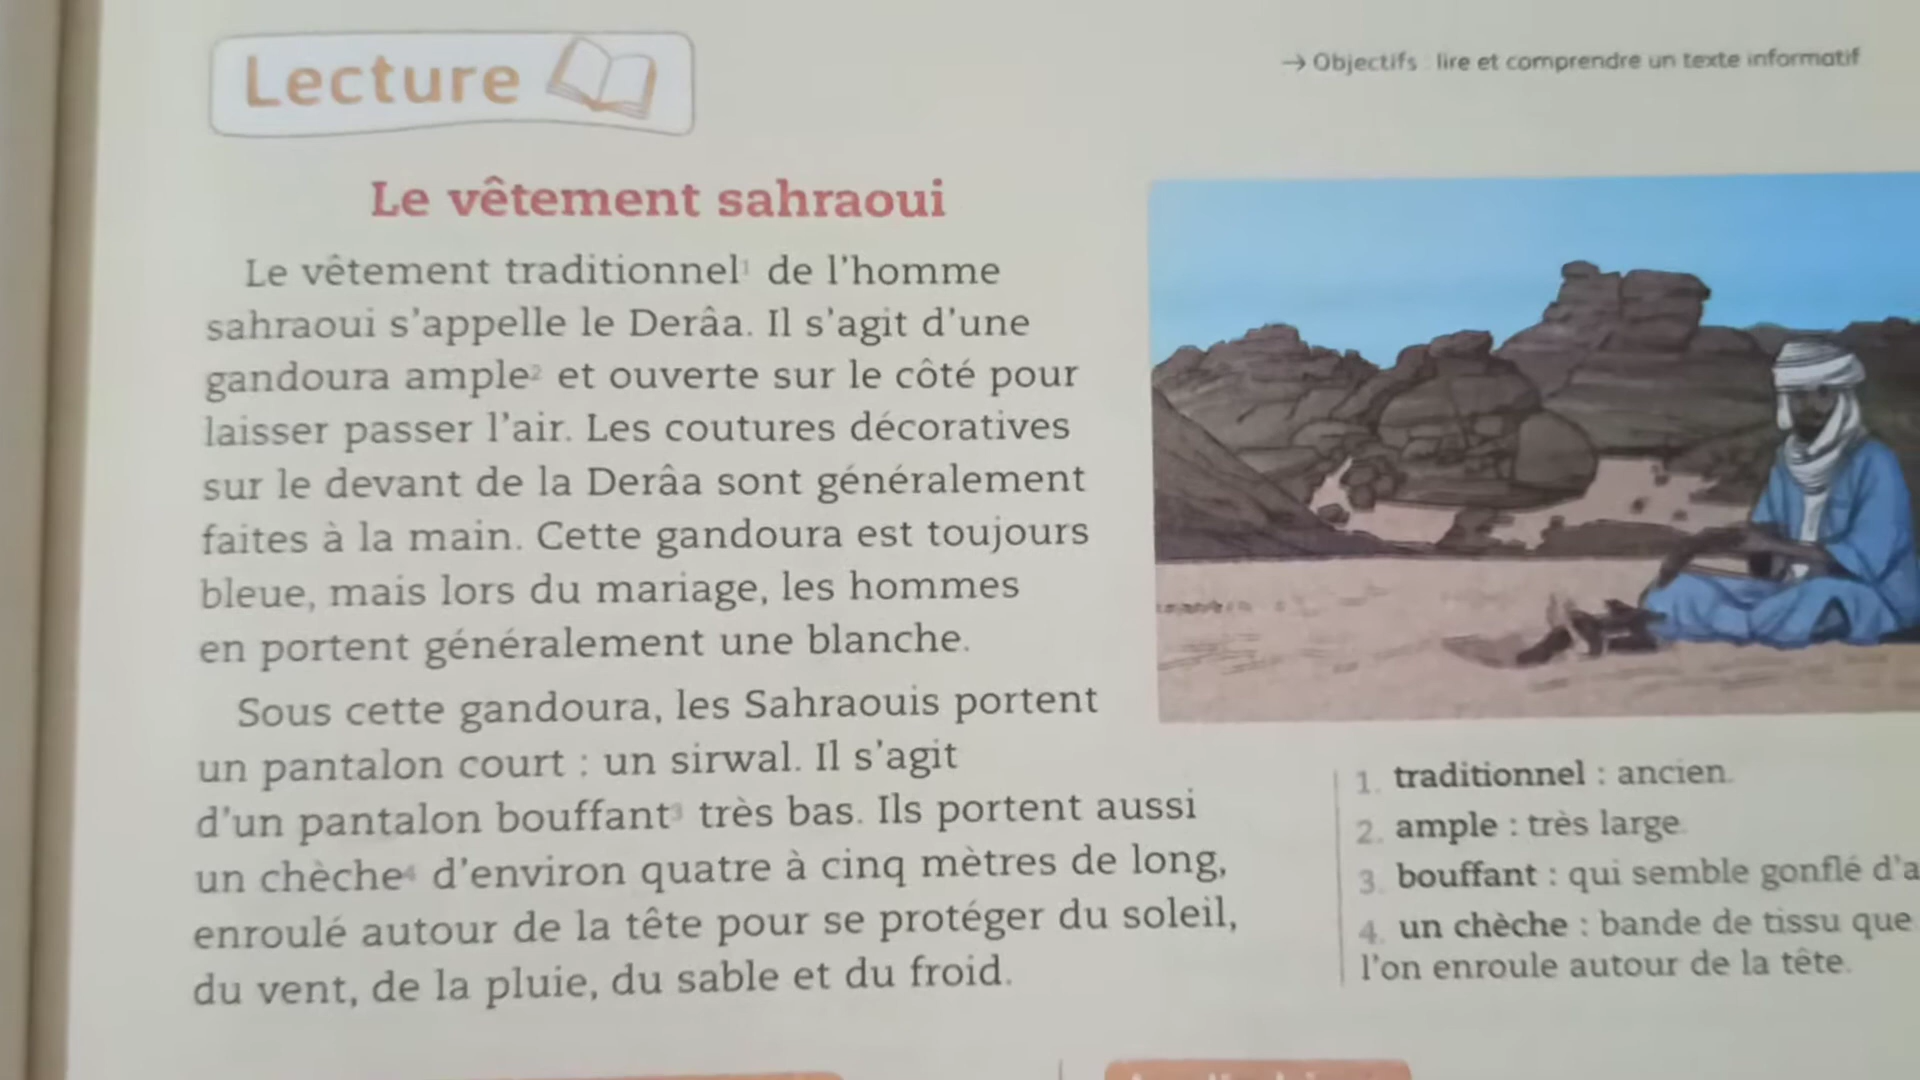 Lecture
→ Objectifs : lire et comprendre un texte informatif
Le vêtement sahraoui
Le vêtement traditionnel¹ de l'homme
sahraoui s'appelle le Derâa. Il s'agit d'une
gandoura ample² et ouverte sur le côté pour
laisser passer l'air. Les coutures décoratives
sur le devant de la Derâa sont généralement
faites à la main. Cette gandoura est toujours
bleue, mais lors du mariage, les hommes
en portent généralement une blanche.
Sous cette gandoura, les Sahraouis portent
un pantalon court : un sirwal. Il s'agit
d'un pantalon bouffant³ très bas. Ils portent aussi
un chèche⁴ d'environ quatre à cinq mètres de long,
enroulé autour de la tête pour se protéger du soleil,
du vent, de la pluie, du sable et du froid.
1. traditionnel : ancien.
2. ample : très large.
3. bouffant : qui semble gonflé
4. un chèche : bande de tissu que
l'on enroule autour de la tête.